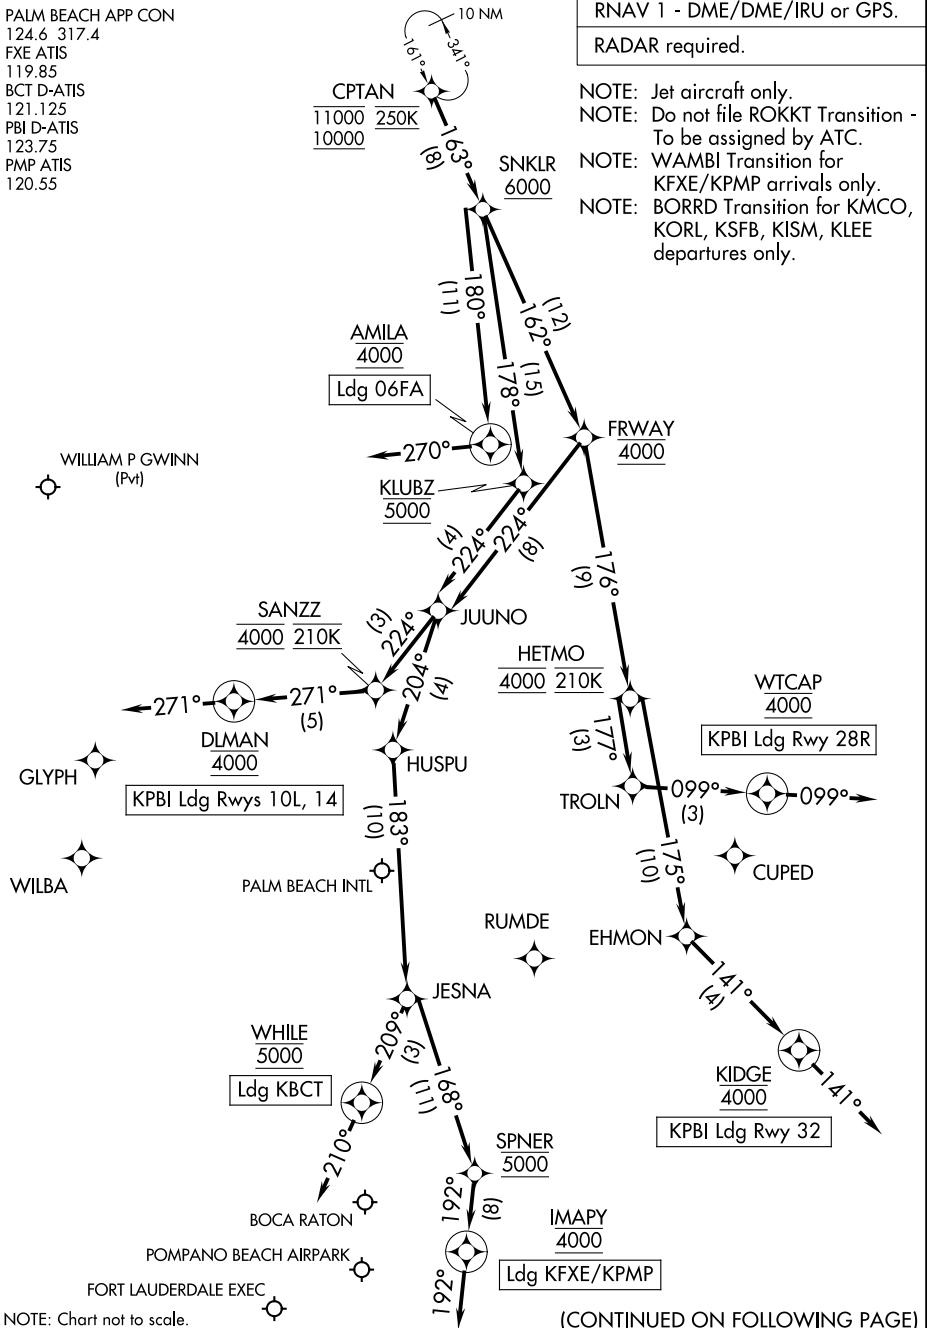 PALM BEACH APP CON
124.6 317.4
FXE ATIS
119.85
BCT D-ATIS
121.125
PBI D-ATIS
123.75
PMP ATIS
120.55
RNAV 1 - DME/DME/IRU or GPS.
RADAR required.
NOTE: Jet aircraft only.
NOTE: Do not file ROKKT Transition -
To be assigned by ATC.
NOTE: WAMBI Transition for
KFXE/KPMP arrivals only.
NOTE: BORRD Transition for KMCO,
KORL, KSFB, KISM, KLEE
departures only.
10 NM
161°
341°
CPTAN
11000 250K
10000
163°
(8)
SNKLR
6000
180°
(11)
178°
(15)
162°
(12)
AMILA
4000
Ldg 06FA
270°
FRWAY
4000
WILLIAM P GWINN
(Pvt)
KLUBZ
5000
224°
(4)
224°
(8)
176°
(9)
SANZZ
4000 210K
224°
(3)
JUUNO
204°
(4)
HETMO
4000 210K
WTCAP
4000
KPBI Ldg Rwy 28R
271°
271°
(5)
DLMAN
4000
KPBI Ldg Rwys 10L, 14
GLYPH
HUSPU
177°
(3)
TROLN
099°
(3)
099°
183°
(10)
175°
(10)
WILBA
PALM BEACH INTL
CUPED
RUMDE
EHMON
JESNA
141°
(4)
WHILE
5000
Ldg KBCT
209°
(3)
168°
(11)
KIDGE
4000
KPBI Ldg Rwy 32
141°
210°
SPNER
5000
192°
(8)
BOCA RATON
IMAPY
4000
Ldg KFXE/KPMP
POMPANO BEACH AIRPARK
FORT LAUDERDALE EXEC
192°
NOTE: Chart not to scale.
(CONTINUED ON FOLLOWING PAGE)